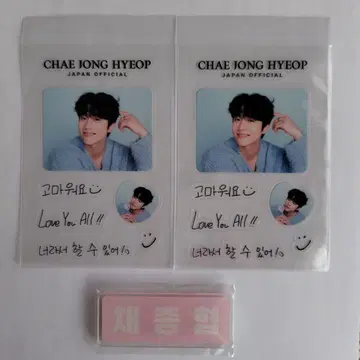 CHAE JONG HYEOP
JAPAN OFFICIAL
고마워요
Love You All!!
너라서 할 수 있어
CHAE JONG HYEOP
JAPAN OFFICIAL
고마워요
Love You All!!
너라서 할 수 있어
채종협